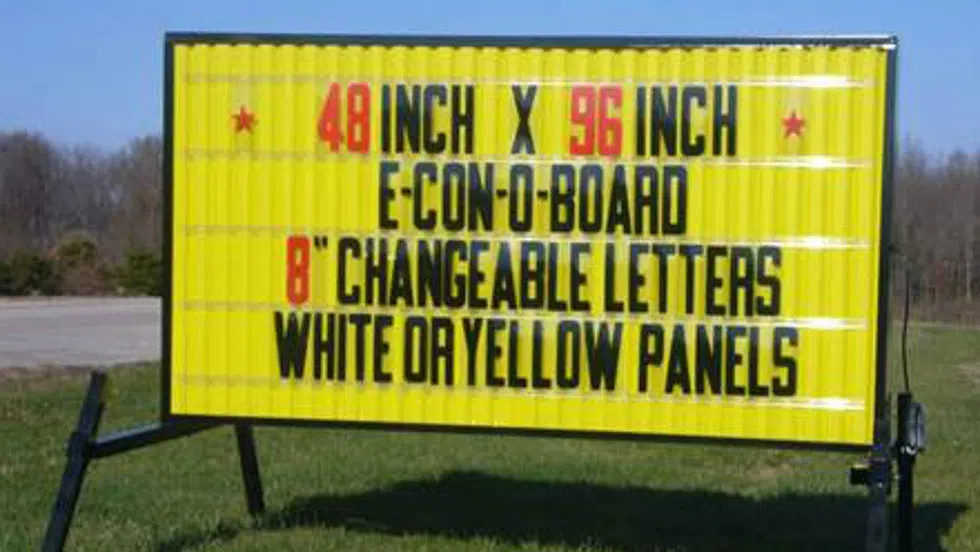 48 INCH X 96 INCH
E-CON-O-BOARD
8" CHANGEABLE LETTERS
WHITE OR YELLOW PANELS